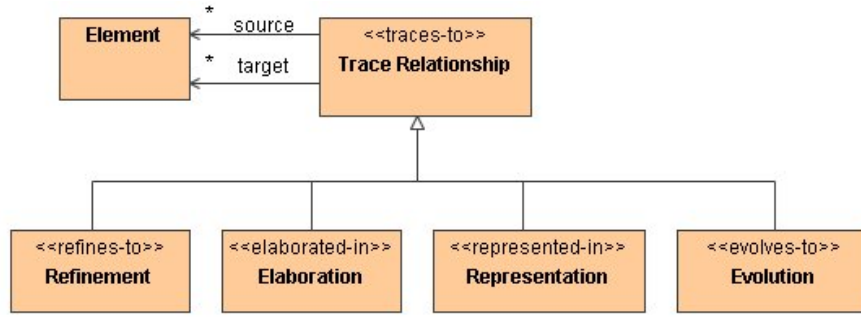 *
source
<<traces-to>>
Element
Trace Relationship
*
target
<<refines-to>>
Refinement
<<elaborated-in>>
Elaboration
<<represented-in>>
Representation
<<evolves-to>>
Evolution